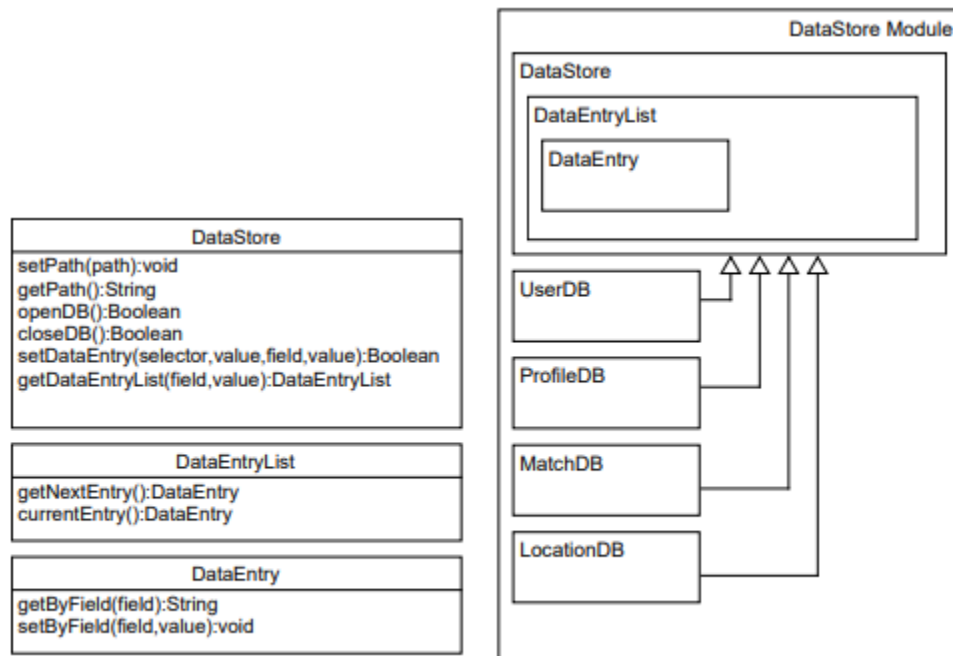 DataStore
setPath(path):void
getPath():String
openDB():Boolean
closeDB():Boolean
setDataEntry(selector,value,field,value):Boolean
getDataEntryList(field,value):DataEntryList
DataEntryList
getNextEntry():DataEntry
currentEntry():DataEntry
DataEntry
getByField(field):String
setByField(field,value):void
DataStore Module
DataStore
DataEntryList
DataEntry
UserDB
ProfileDB
MatchDB
LocationDB